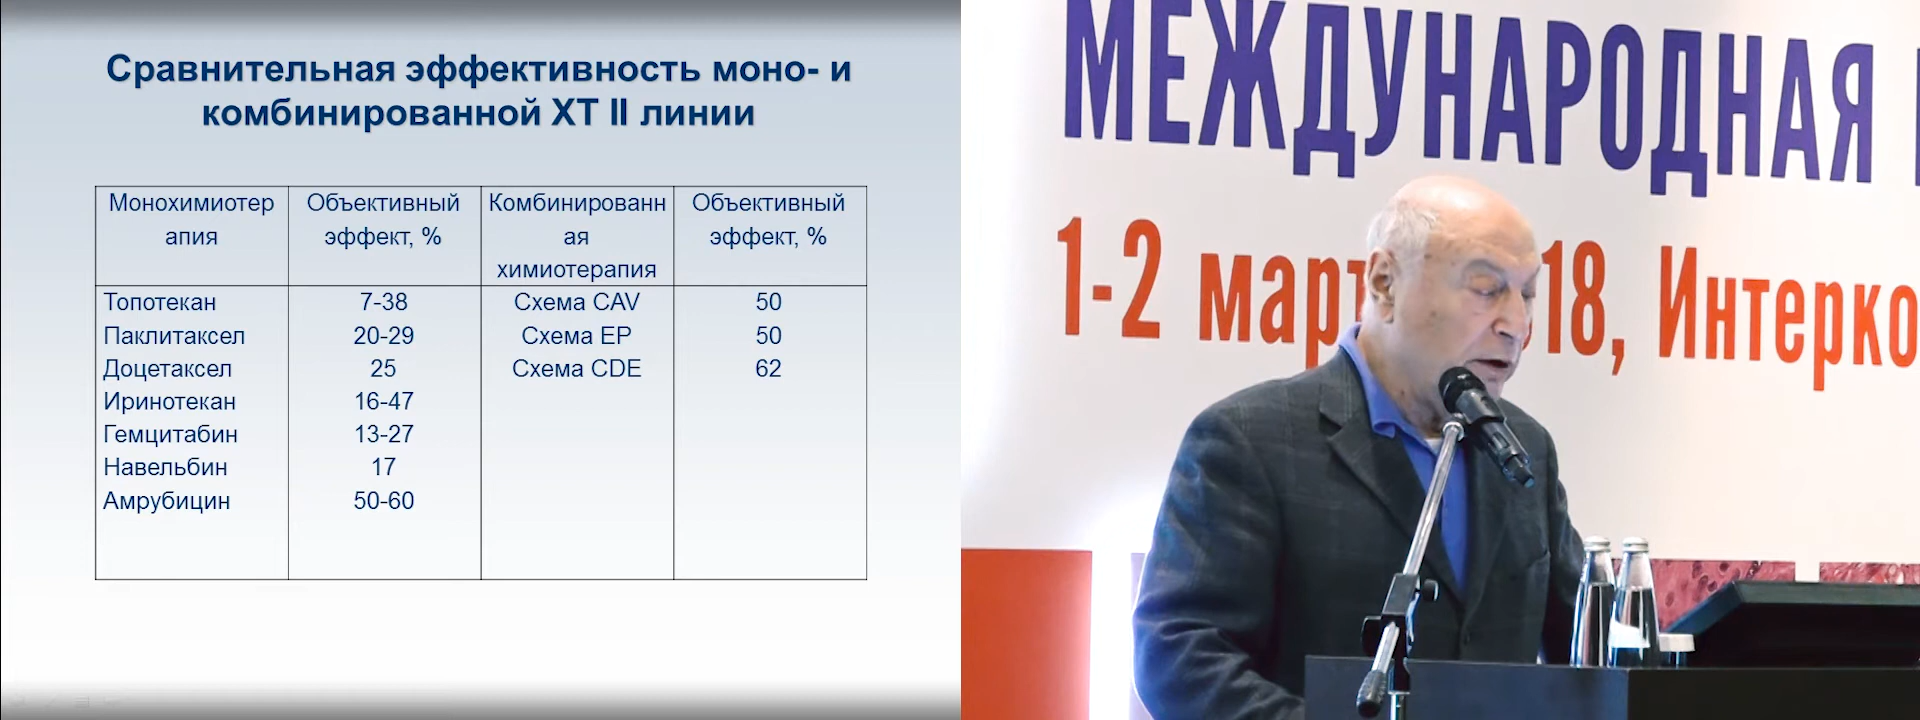 Сравнительная эффективность моно- и
комбинированной ХТ II линии
Монохимиотер
апия
Объективный
эффект, %
Комбинированн
ая
химиотерапия
Объективный
эффект, %
Топотекан 7-38 Схема CAV 50
Паклитаксел 20-29 Схема EP 50
Доцетаксел 25 Схема CDE 62
Иринотекан 16-47
Гемцитабин 13-27
Навельбин 17
Амрубицин 50-60
МЕЖДУНАРОДНАЯ
1-2 март 18, Интерко